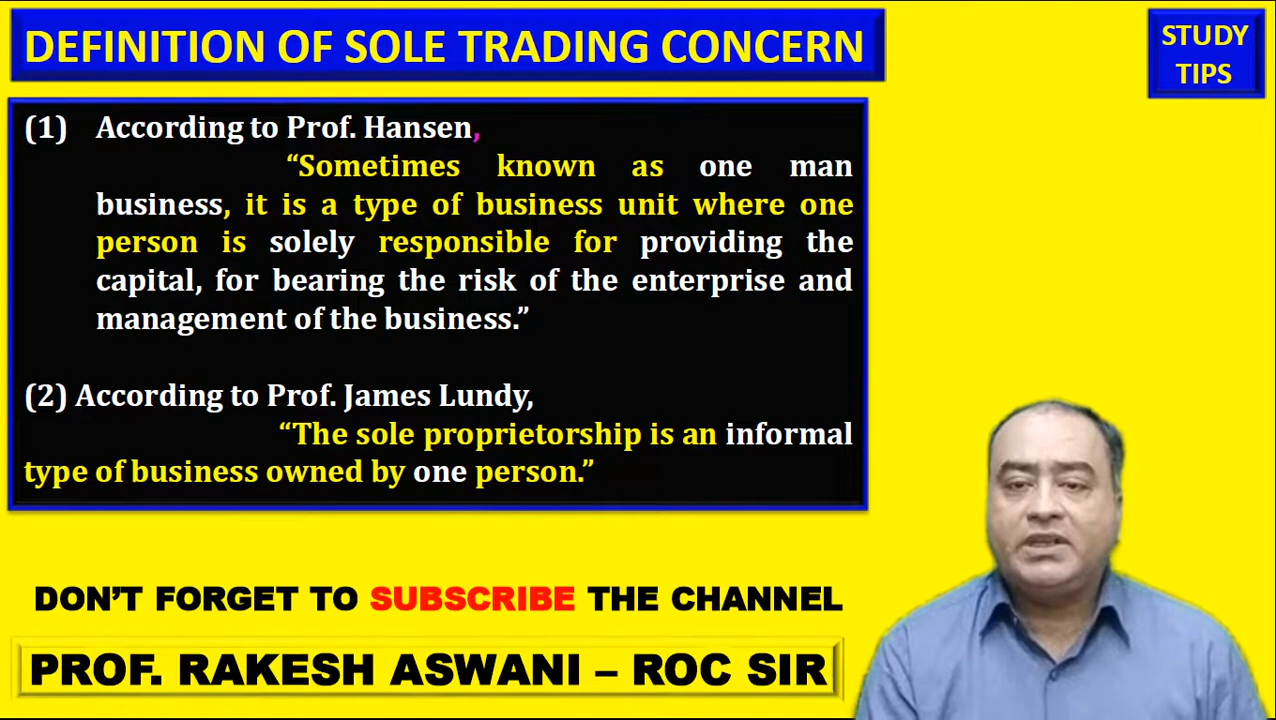 DEFINITION OF SOLE TRADING CONCERN
STUDY
TIPS
(1) According to Prof. Hansen,
“Sometimes known as one man
business, it is a type of business unit where one
person is solely responsible for providing the
capital, for bearing the risk of the enterprise and
management of the business.”
(2) According to Prof. James Lundy,
“The sole proprietorship is an informal
type of business owned by one person.”
DON’T FORGET TO SUBSCRIBE THE CHANNEL
PROF. RAKESH ASWANI – ROC SIR